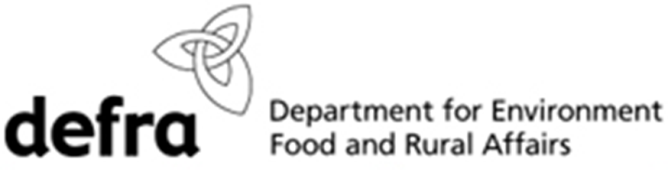 defra
Department for Environment
Food and Rural Affairs